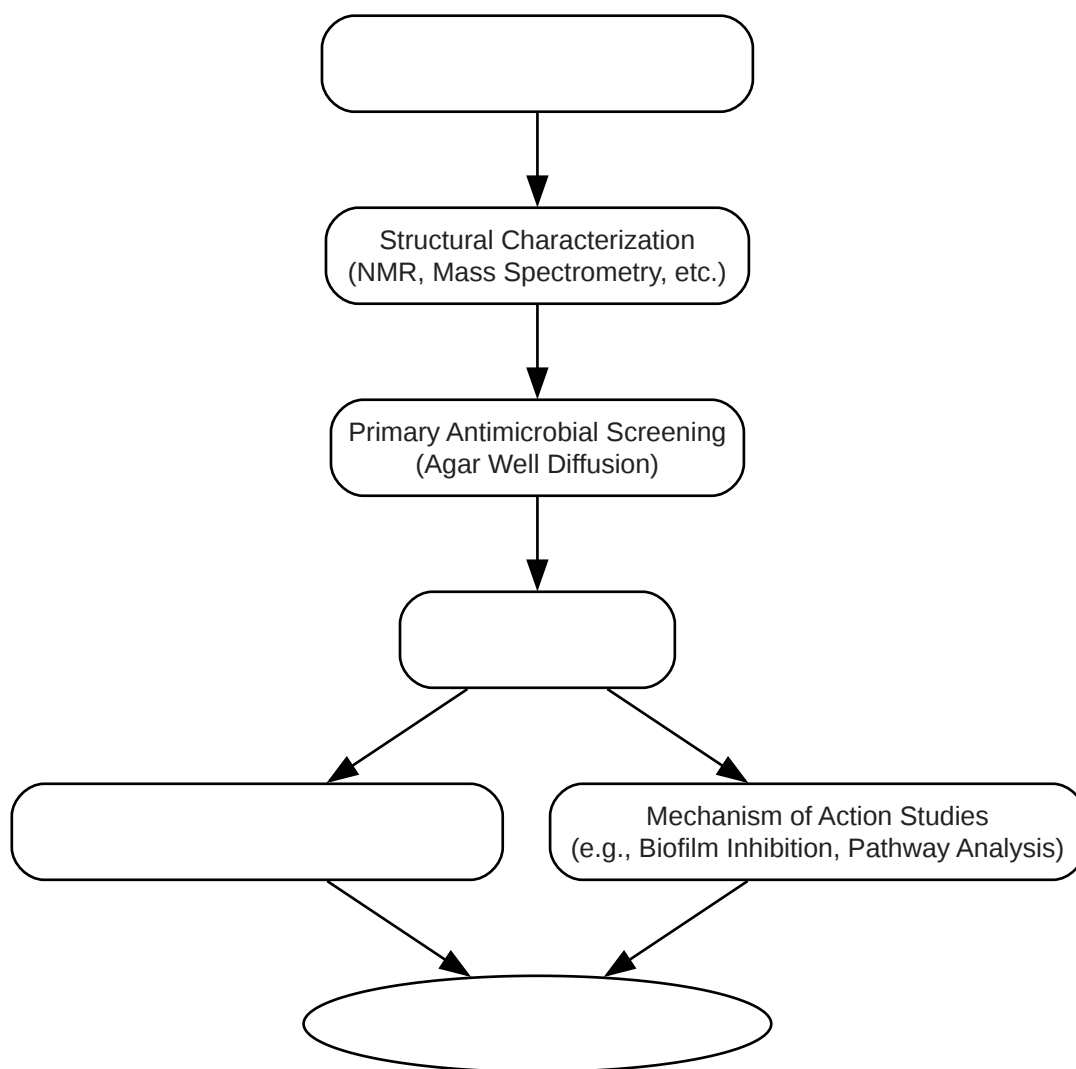 Structural Characterization
(NMR, Mass Spectrometry, etc.)
Primary Antimicrobial Screening
(Agar Well Diffusion)
Mechanism of Action Studies
(e.g., Biofilm Inhibition, Pathway Analysis)